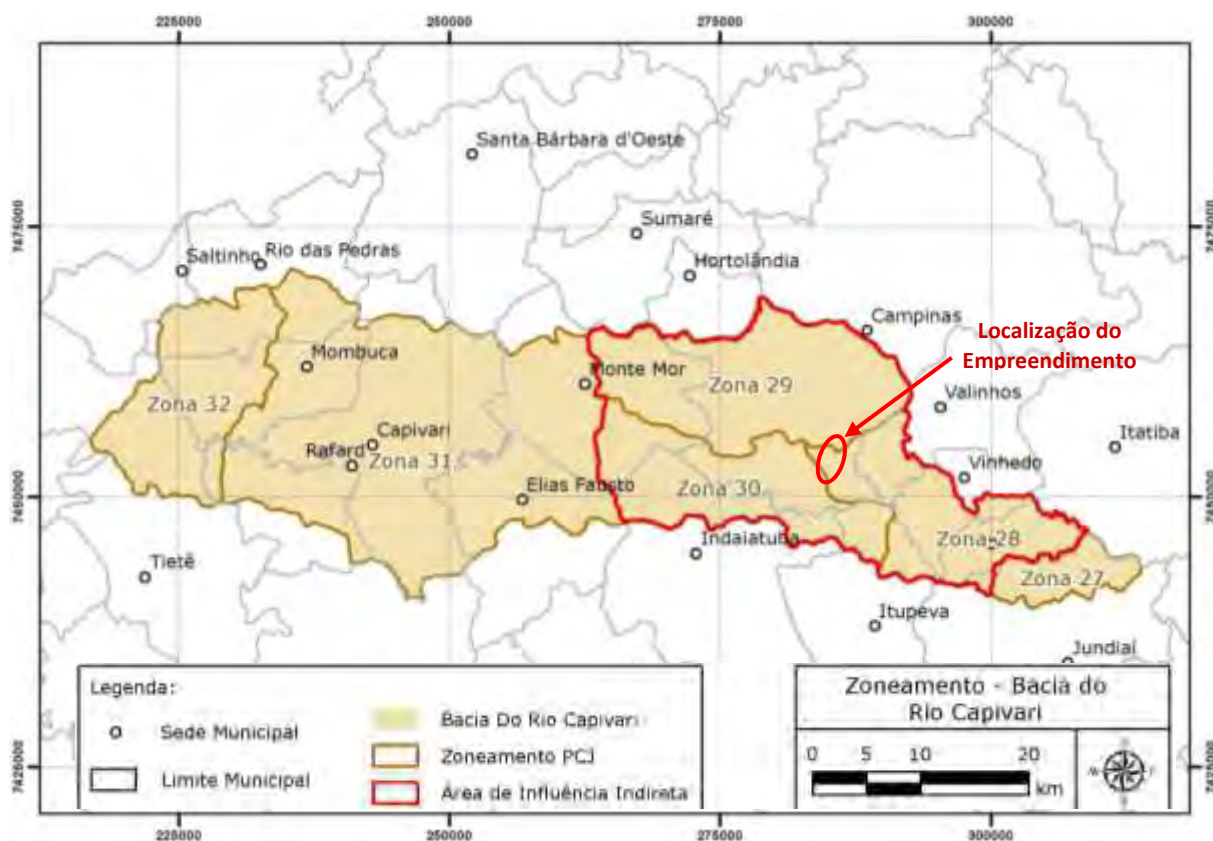 225000 250000 275000 300000
Santa Bárbara d'Oeste
Sumaré
7475000 7475000
Saltinho Rio das Pedras
Hortolândia
Campinas
Localização do
Empreendimento
Mombuca
Monte Mor
Zona 29
Valinhos
Zona 32
Capivari
Itatiba
Rafard Zona 31
Vinhedo
Elias Fausto
Zona 30
7450000 7450000
Indaiatuba
Zona 28
Tietê
Zona 27
Itupeva
Jundiaí
Legenda:
Sede Municipal
Limite Municipal
Bacia Do Rio Capivari
Zoneamento PCJ
Área de Influência Indireta
Zoneamento - Bacia do
Rio Capivari
0 5 10 20
km
N
W E
S
7425000 7425000
225000 250000 275000 300000